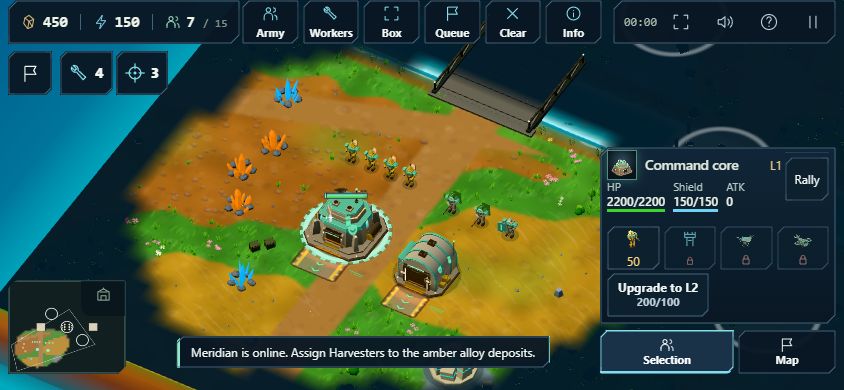 450 150 7 / 15
Army
Workers
Box
Queue
Clear
Info
00:00
4
3
Command core L1
HP Shield ATK
2200/2200 150/150 0
Rally
50
Upgrade to L2
200/100
Meridian is online. Assign Harvesters to the amber alloy deposits.
Selection
Map